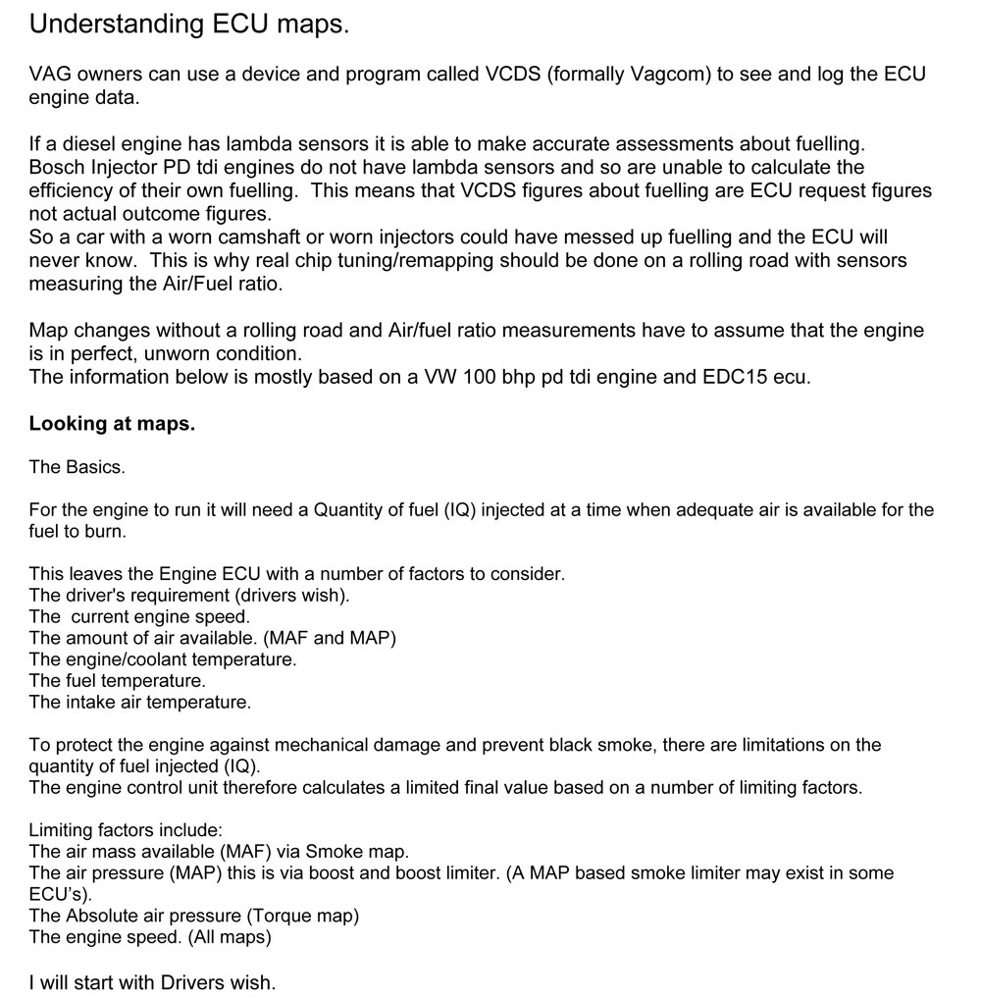 Understanding ECU maps.
VAG owners can use a device and program called VCDS (formally Vagcom) to see and log the ECU
engine data.
If a diesel engine has lambda sensors it is able to make accurate assessments about fuelling.
Bosch Injector PD tdi engines do not have lambda sensors and so are unable to calculate the
efficiency of their own fuelling.  This means that VCDS figures about fuelling are ECU request figures
not actual outcome figures.
So a car with a worn camshaft or worn injectors could have messed up fuelling and the ECU will
never know.  This is why real chip tuning/remapping should be done on a rolling road with sensors
measuring the Air/Fuel ratio.
Map changes without a rolling road and Air/fuel ratio measurements have to assume that the engine
is in perfect, unworn condition.
The information below is mostly based on a VW 100 bhp pd tdi engine and EDC15 ecu.
Looking at maps.
The Basics.
For the engine to run it will need a Quantity of fuel (IQ) injected at a time when adequate air is available for the
fuel to burn.
This leaves the Engine ECU with a number of factors to consider.
The driver's requirement (drivers wish).
The  current engine speed.
The amount of air available. (MAF and MAP)
The engine/coolant temperature.
The fuel temperature.
The intake air temperature.
To protect the engine against mechanical damage and prevent black smoke, there are limitations on the
quantity of fuel injected (IQ).
The engine control unit therefore calculates a limited final value based on a number of limiting factors.
Limiting factors include:
The air mass available (MAF) via Smoke map.
The air pressure (MAP) this is via boost and boost limiter. (A MAP based smoke limiter may exist in some
ECU’s).
The Absolute air pressure (Torque map)
The engine speed. (All maps)
I will start with Drivers wish.